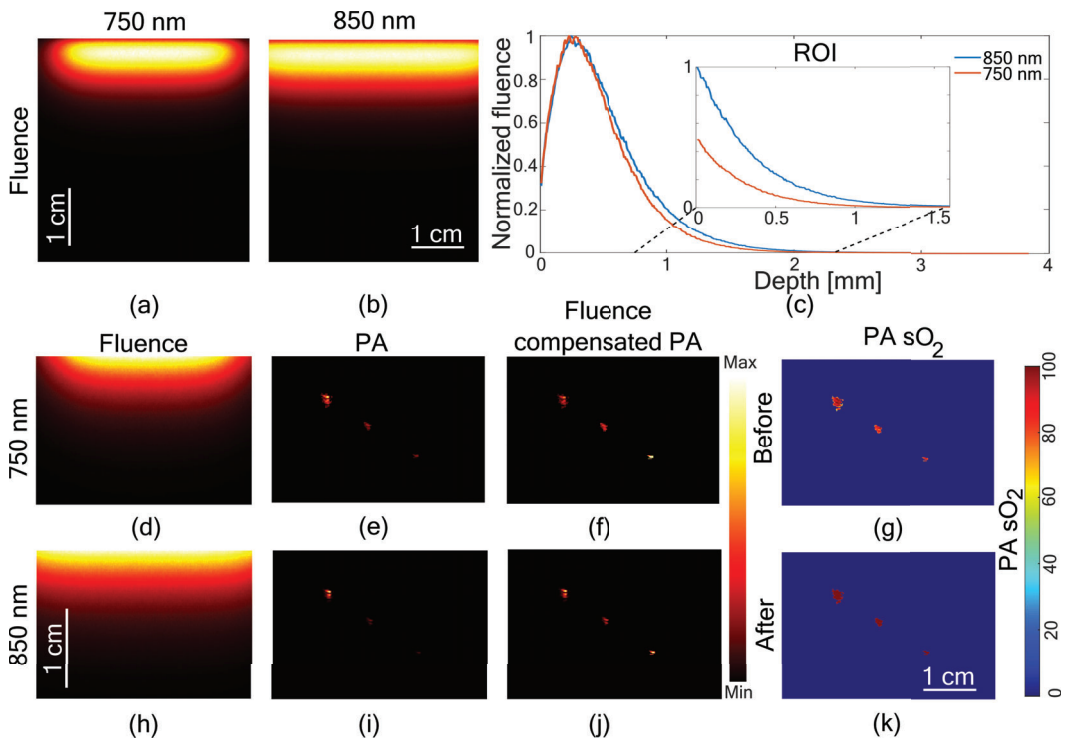 750 nm
850 nm
Fluence
1 cm
1 cm
(a)
(b)
Normalized fluence
1
0.8
0.6
0.4
0.2
0
0
1
2
3
4
Depth [mm]
ROI
1
0
0
0.5
1
1.5
850 nm
750 nm
(c)
Fluence
PA
Fluence
compensated PA
PA sO2
750 nm
Max
Before
After
Min
(d)
(e)
(f)
(g)
850 nm
1 cm
1 cm
(h)
(i)
(j)
(k)
PA sO2
100
80
60
40
20
0